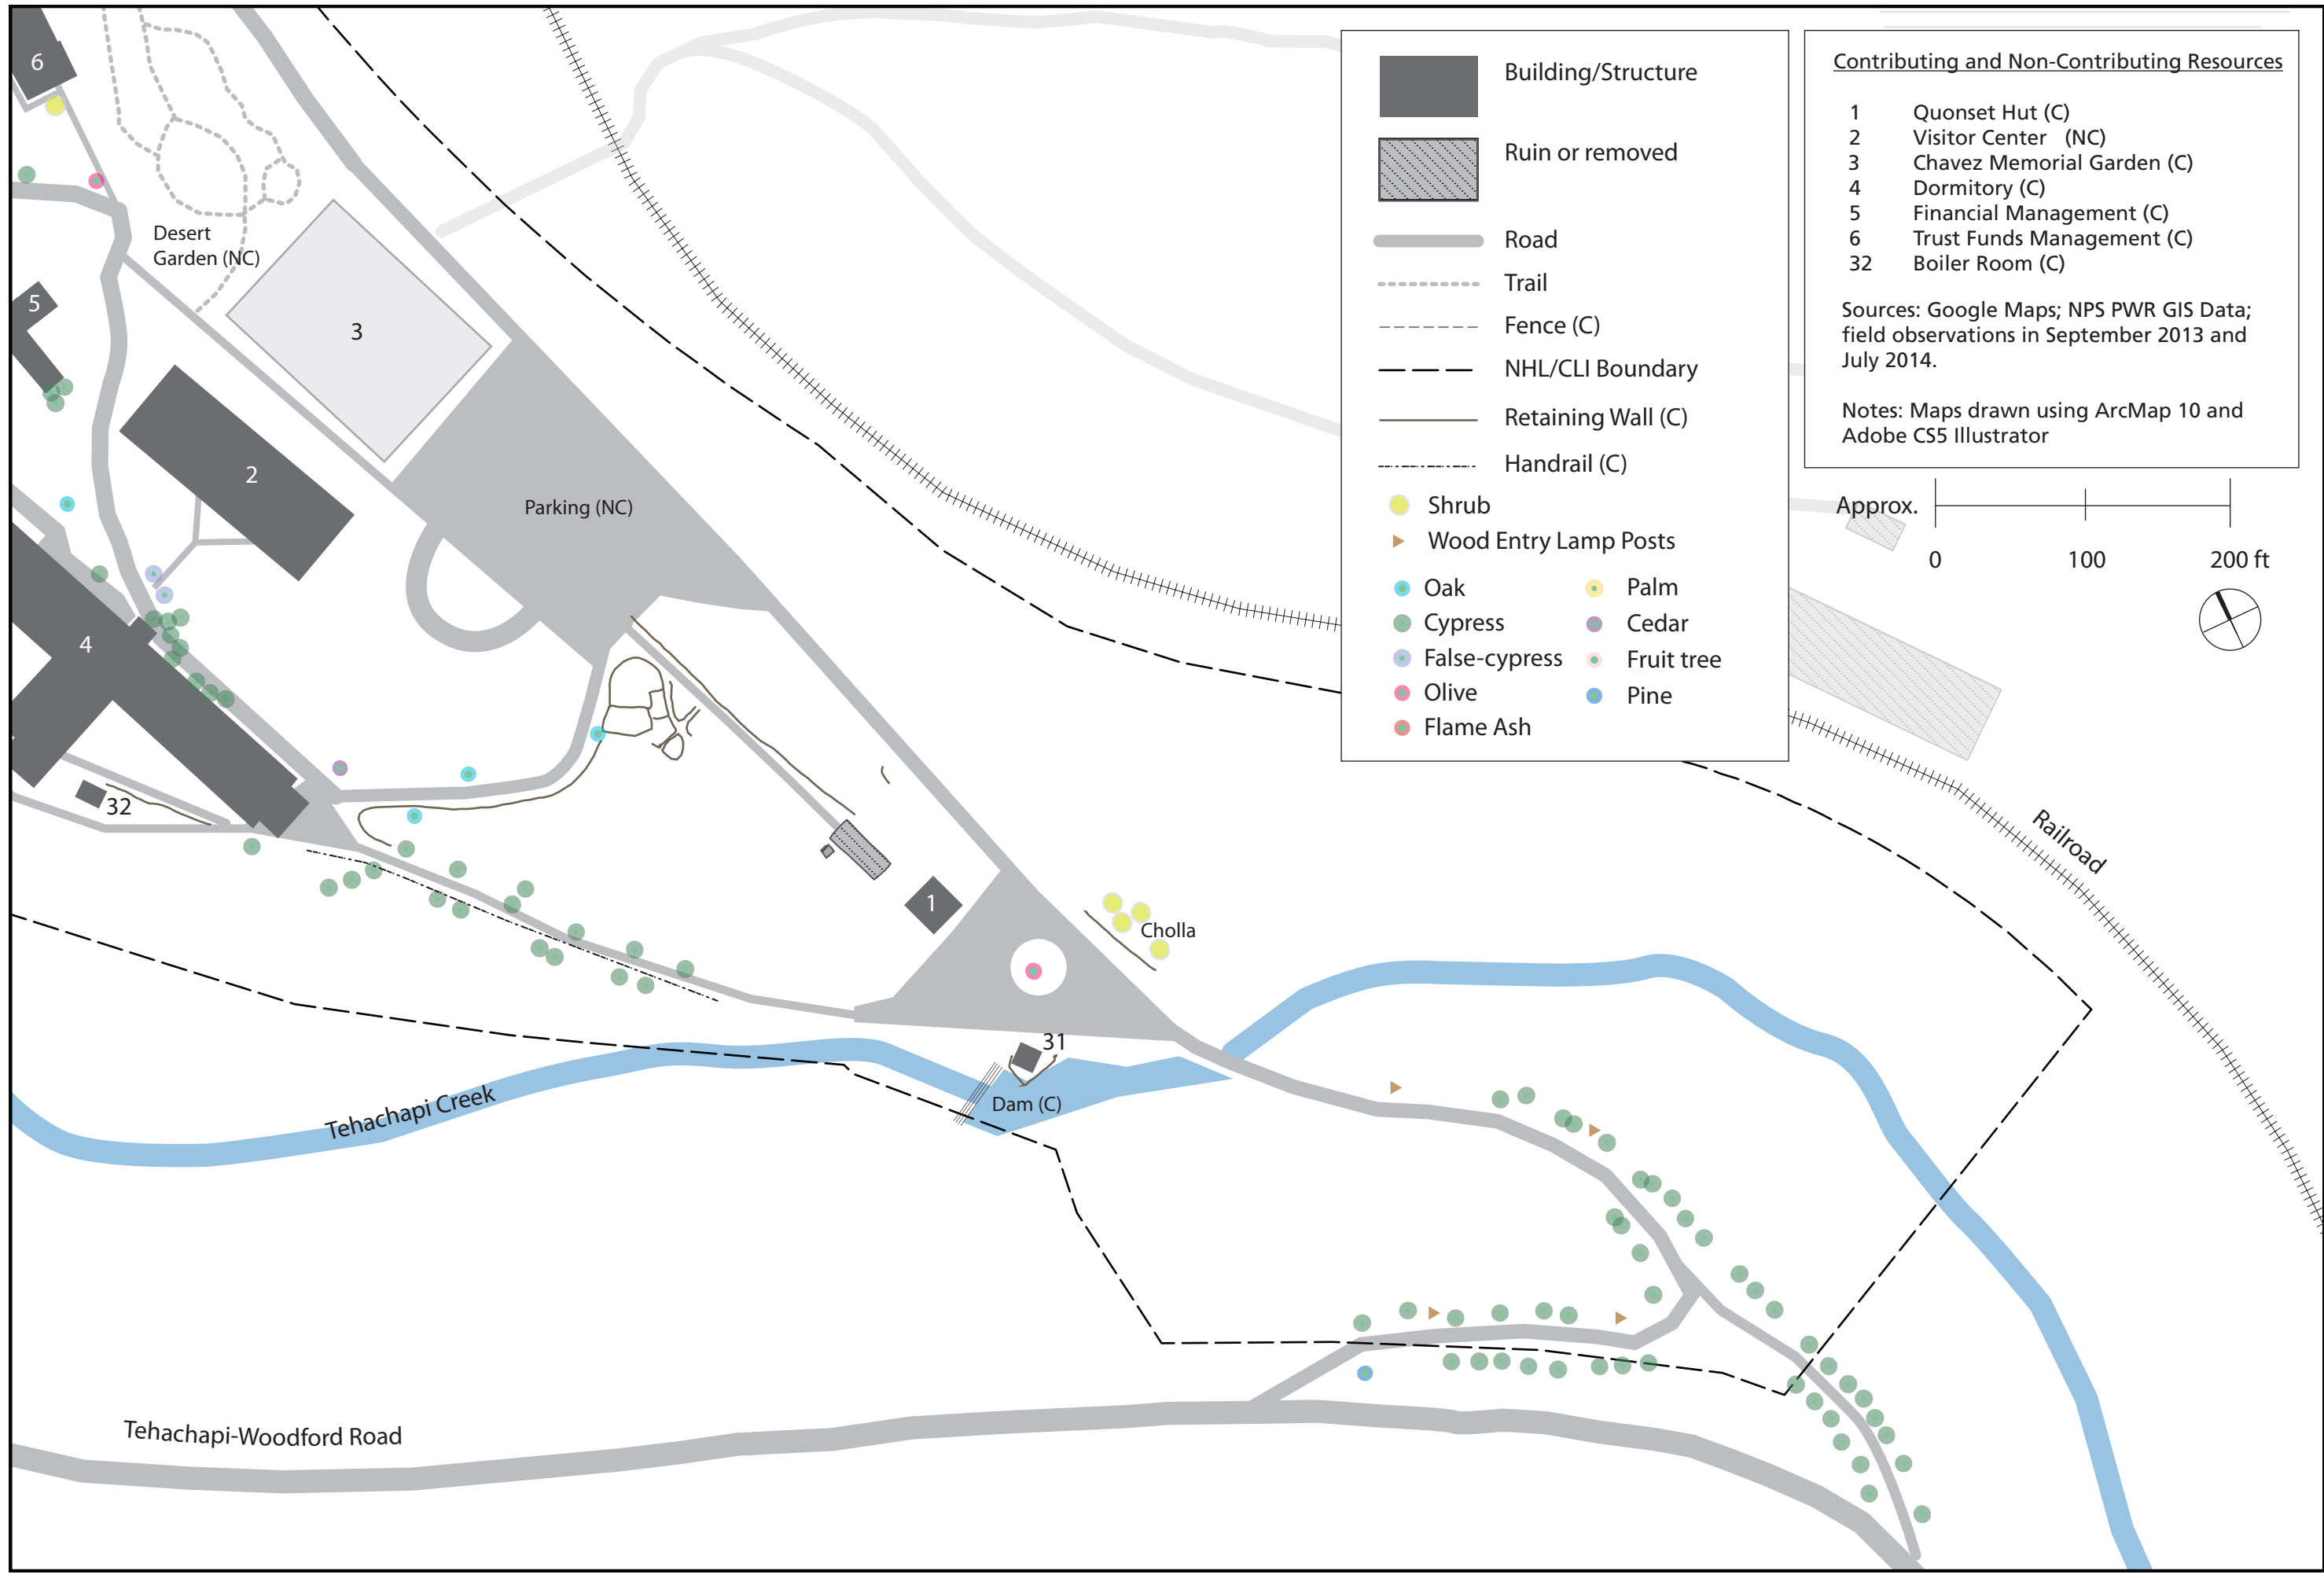 6
Desert
Garden (NC)
5
3
2
Parking (NC)
4
32
1
Cholla
31
Dam (C)
Tehachapi Creek
Tehachapi-Woodford Road
Railroad
Building/Structure
Ruin or removed
Road
Trail
Fence (C)
NHL/CLI Boundary
Retaining Wall (C)
Handrail (C)
Shrub
Wood Entry Lamp Posts
Oak
Cypress
False-cypress
Olive
Flame Ash
Palm
Cedar
Fruit tree
Pine
Contributing and Non-Contributing Resources
1 Quonset Hut (C)
2 Visitor Center (NC)
3 Chavez Memorial Garden (C)
4 Dormitory (C)
5 Financial Management (C)
6 Trust Funds Management (C)
32 Boiler Room (C)
Sources: Google Maps; NPS PWR GIS Data;
field observations in September 2013 and
July 2014.
Notes: Maps drawn using ArcMap 10 and
Adobe CS5 Illustrator
Approx.
0 100 200 ft